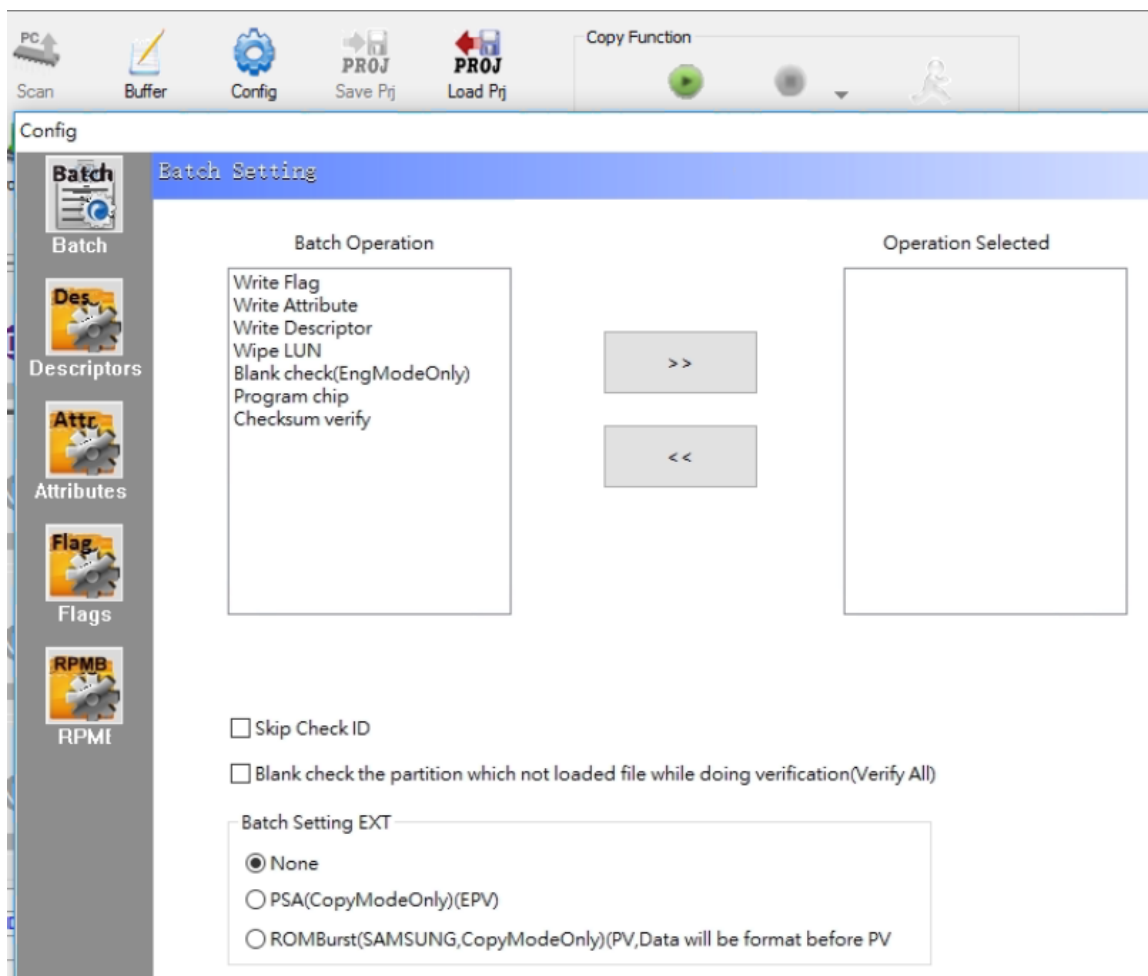 PC
Scan
Buffer
Config
PROJ
Save Prj
PROJ
Load Prj
Copy Function
Config
Batch
Batch
Batch Setting
Des.
Descriptors
Attr.
Attributes
Flag.
Flags
RPMB
RPME
Batch Operation
Operation Selected
Write Flag
Write Attribute
Write Descriptor
Wipe LUN
Blank check(EngModeOnly)
Program chip
Checksum verify
>>
<<
Skip Check ID
Blank check the partition which not loaded file while doing verification(Verify All)
Batch Setting EXT
None
PSA(CopyModeOnly)(EPV)
ROMBurst(SAMSUNG,CopyModeOnly)(PV,Data will be format before PV